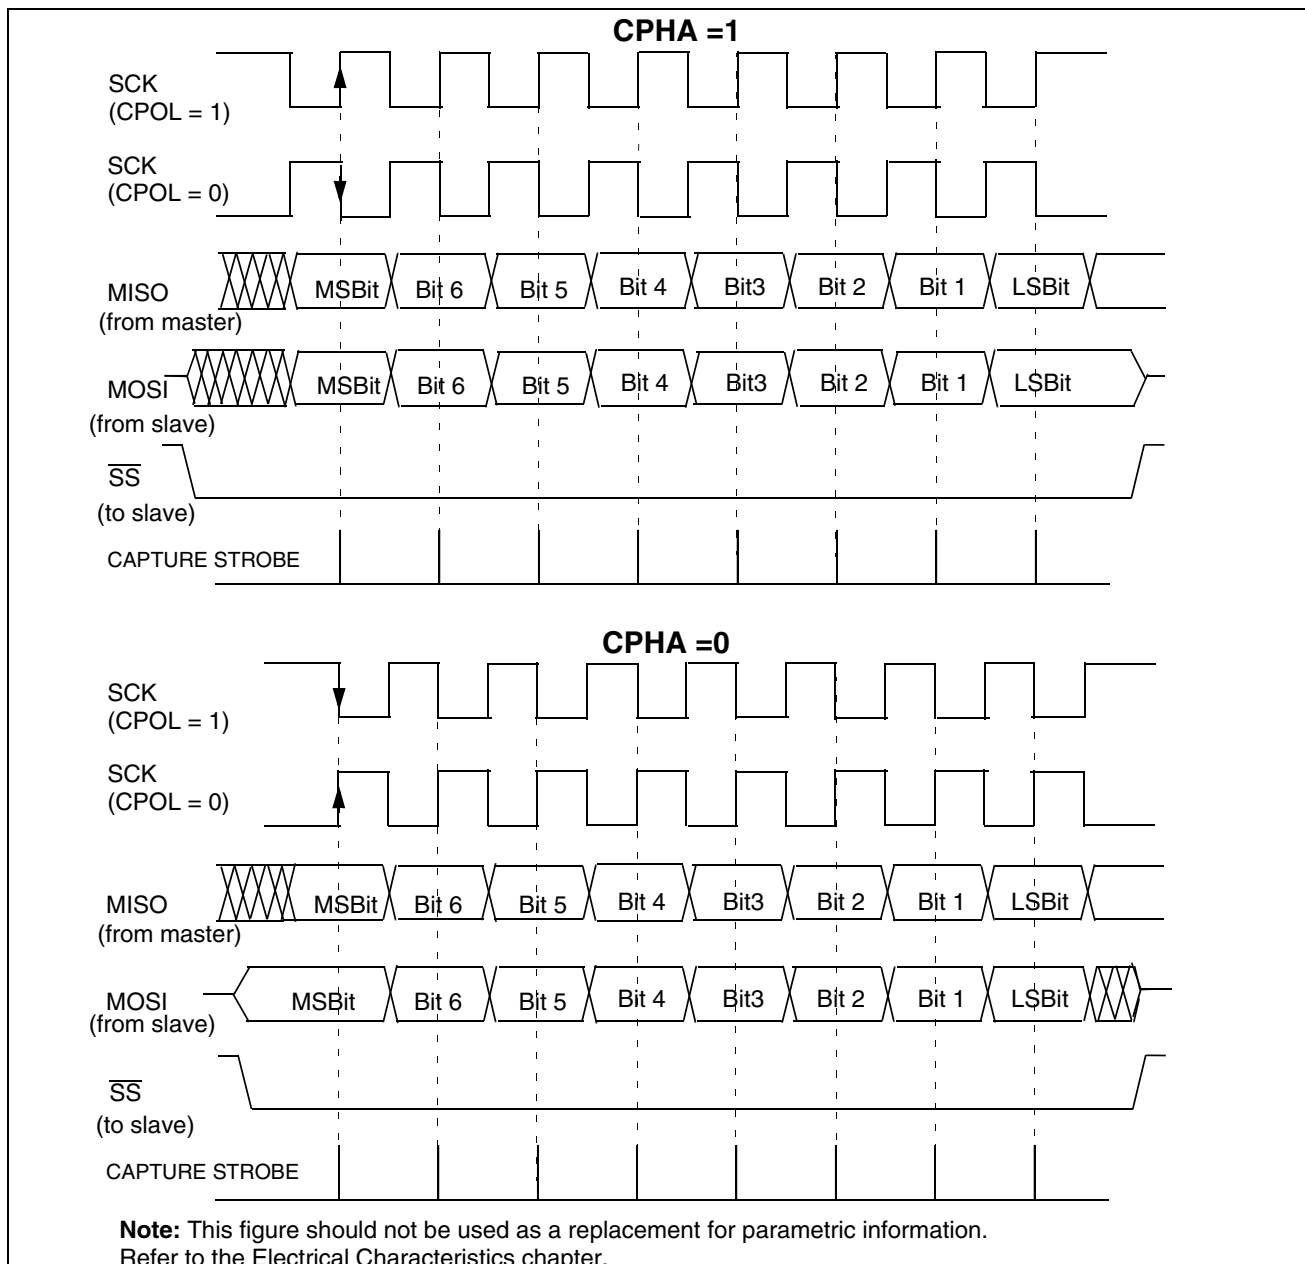 CPHA =1
SCK
(CPOL = 1)
SCK
(CPOL = 0)
MISO
(from master)
MSBit Bit 6 Bit 5 Bit 4 Bit3 Bit 2 Bit 1 LSBit
MOSI
(from slave)
MSBit Bit 6 Bit 5 Bit 4 Bit3 Bit 2 Bit 1 LSBit
SS
(to slave)
CAPTURE STROBE
CPHA =0
SCK
(CPOL = 1)
SCK
(CPOL = 0)
MISO
(from master)
MSBit Bit 6 Bit 5 Bit 4 Bit3 Bit 2 Bit 1 LSBit
MOSI
(from slave)
MSBit Bit 6 Bit 5 Bit 4 Bit3 Bit 2 Bit 1 LSBit
SS
(to slave)
CAPTURE STROBE
Note: This figure should not be used as a replacement for parametric information.
Refer to the Electrical Characteristics chapter.